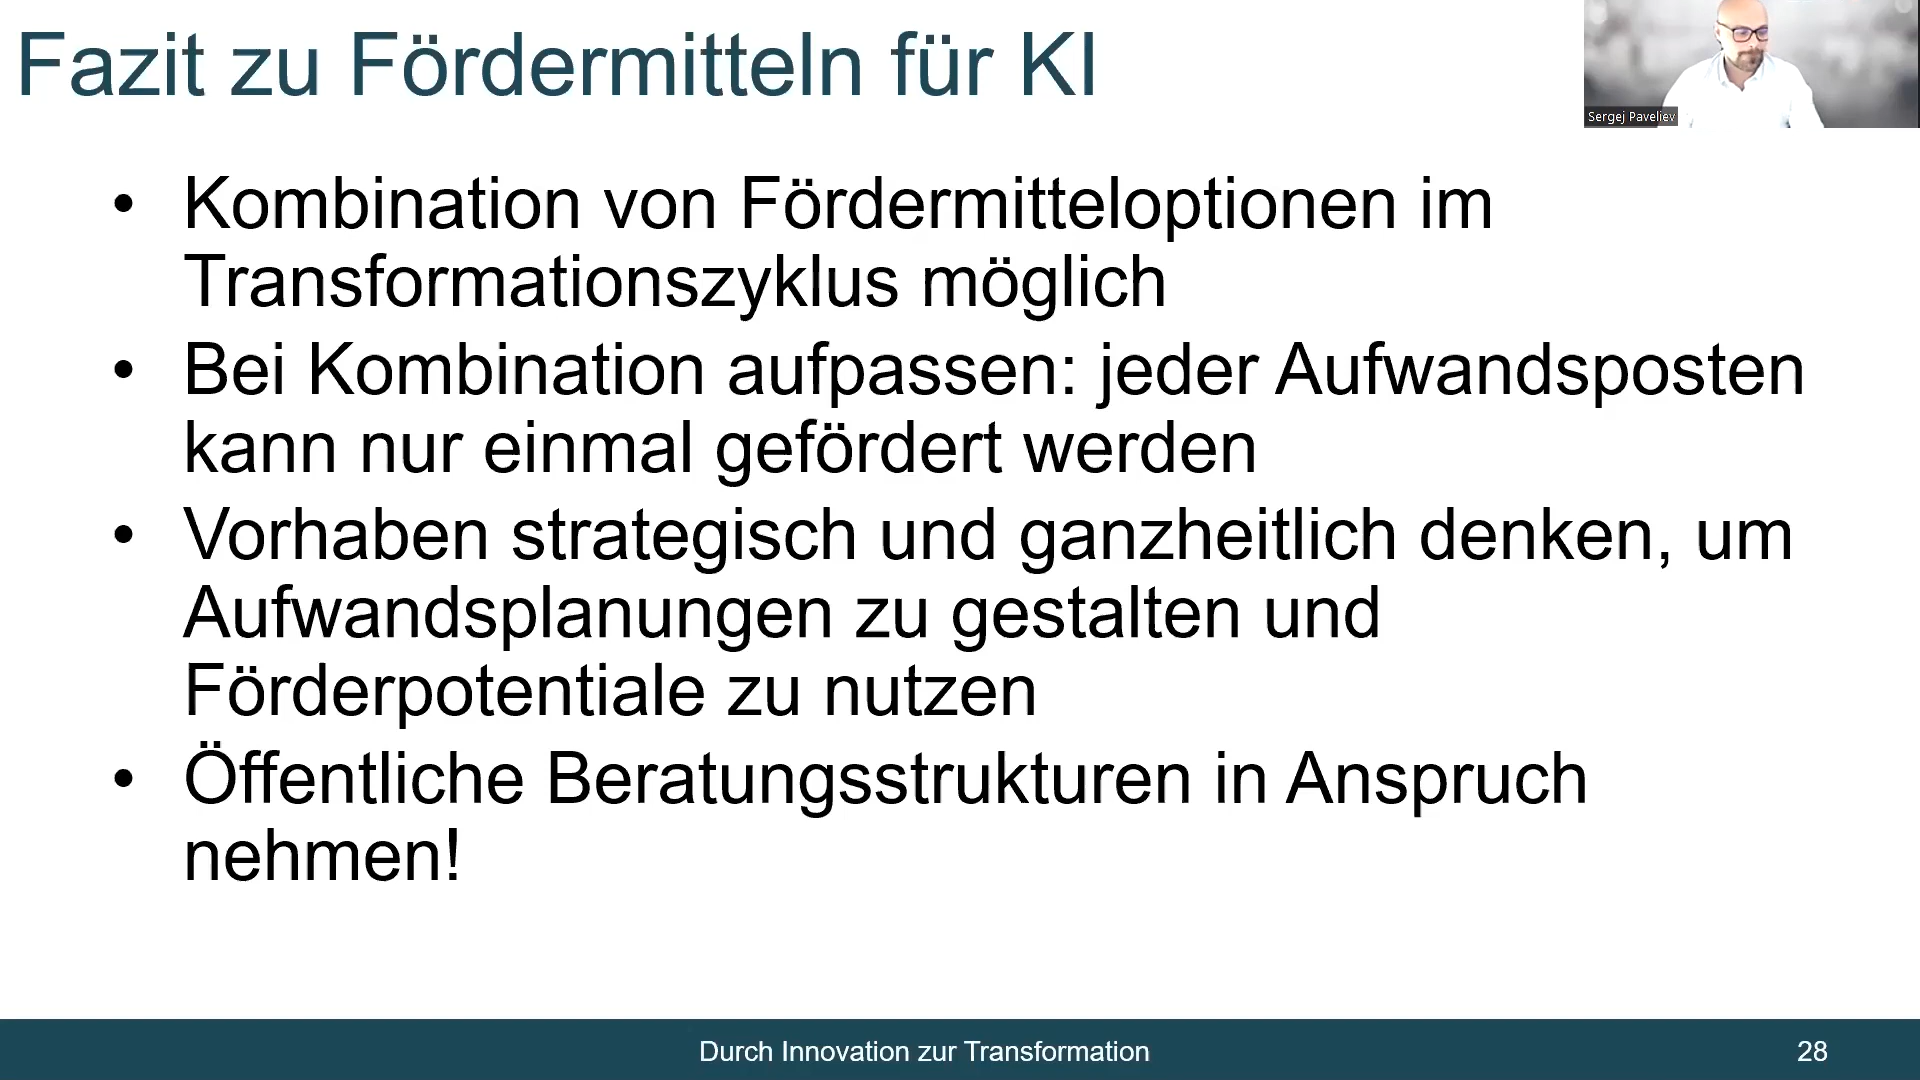 Fazit zu Fördermitteln für KI
Sergej Paveliev
• Kombination von Fördermitteloptionen im
Transformationszyklus möglich
• Bei Kombination aufpassen: jeder Aufwandsposten
kann nur einmal gefördert werden
• Vorhaben strategisch und ganzheitlich denken, um
Aufwandsplanungen zu gestalten und
Förderpotentiale zu nutzen
• Öffentliche Beratungsstrukturen in Anspruch
nehmen!
Durch Innovation zur Transformation
28